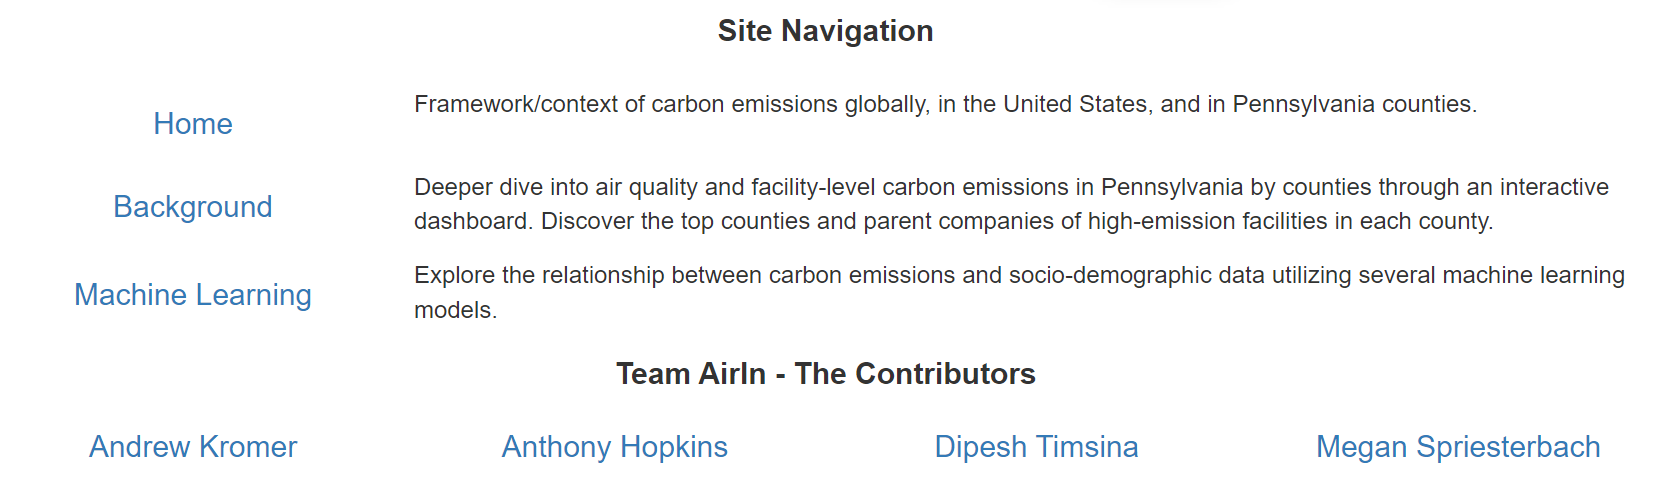 Site Navigation
Home
Framework/context of carbon emissions globally, in the United States, and in Pennsylvania counties.
Background
Deeper dive into air quality and facility-level carbon emissions in Pennsylvania by counties through an interactive
dashboard. Discover the top counties and parent companies of high-emission facilities in each county.
Machine Learning
Explore the relationship between carbon emissions and socio-demographic data utilizing several machine learning
models.
Team AirIn - The Contributors
Andrew Kromer Anthony Hopkins Dipesh Timsina Megan Spriesterbach